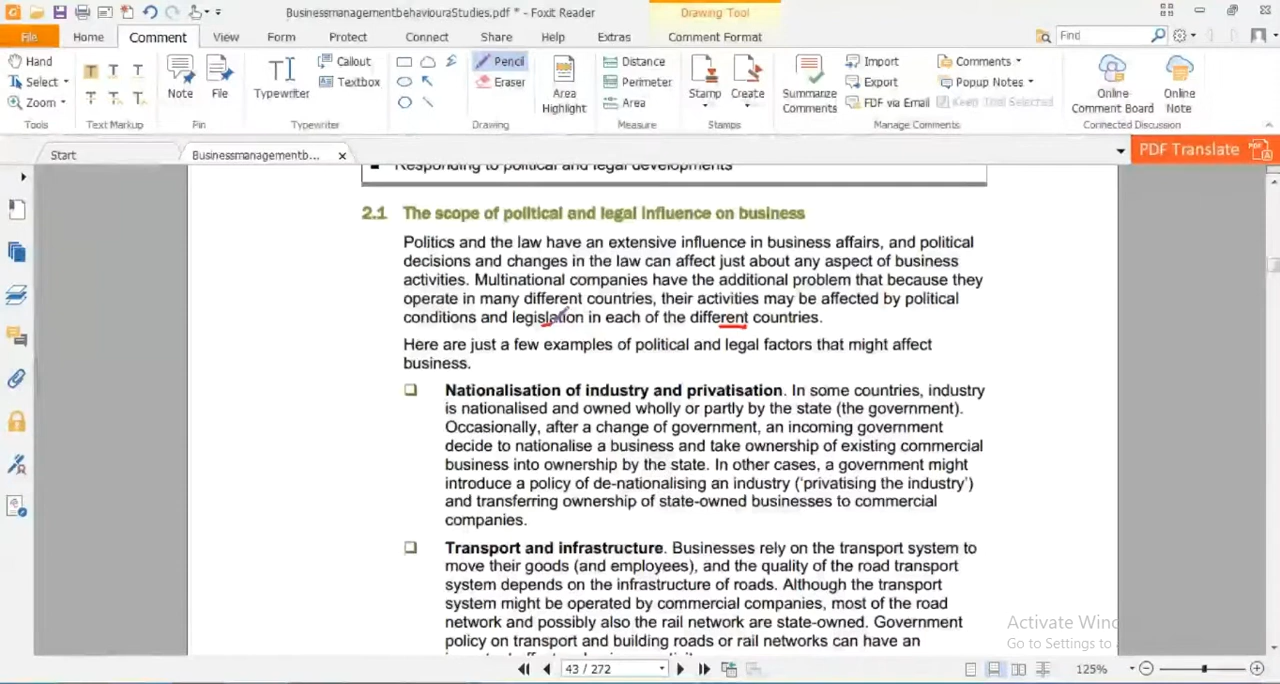 BusinessmanagementbehaviouraStudies.pdf * - Foxit Reader
Drawing Tool
File Home Comment View Form Protect Connect Share Help Extras Comment Format
Find
Hand
Select
Zoom
Tools
Text Markup
Note
File
Pin
Typewriter
Callout
Textbox
Typewriter
Pencil
Eraser
Drawing
Area
Highlight
Distance
Perimeter
Area
Measure
Stamp
Create
Stamps
Summarize
Comments
Import
Export
FDF via Email
Comments
Popup Notes
Keep Tool Selected
Manage Comments
Online
Comment Board
Online
Note
Connected Discussion
Start
Businessmanagementb...
PDF Translate
Responding to political and legal developments
2.1 The scope of political and legal influence on business
Politics and the law have an extensive influence in business affairs, and political
decisions and changes in the law can affect just about any aspect of business
activities. Multinational companies have the additional problem that because they
operate in many different countries, their activities may be affected by political
conditions and legislation in each of the different countries.
Here are just a few examples of political and legal factors that might affect
business.
❑ Nationalisation of industry and privatisation. In some countries, industry
is nationalised and owned wholly or partly by the state (the government).
Occasionally, after a change of government, an incoming government
decide to nationalise a business and take ownership of existing commercial
business into ownership by the state. In other cases, a government might
introduce a policy of de-nationalising an industry (‘privatising the industry’)
and transferring ownership of state-owned businesses to commercial
companies.
❑ Transport and infrastructure. Businesses rely on the transport system to
move their goods (and employees), and the quality of the road transport
system depends on the infrastructure of roads. Although the transport
system might be operated by commercial companies, most of the road
network and possibly also the rail network are state-owned. Government
policy on transport and building roads or rail networks can have an
Activate Wind
Go to Settings to
43 / 272
125%